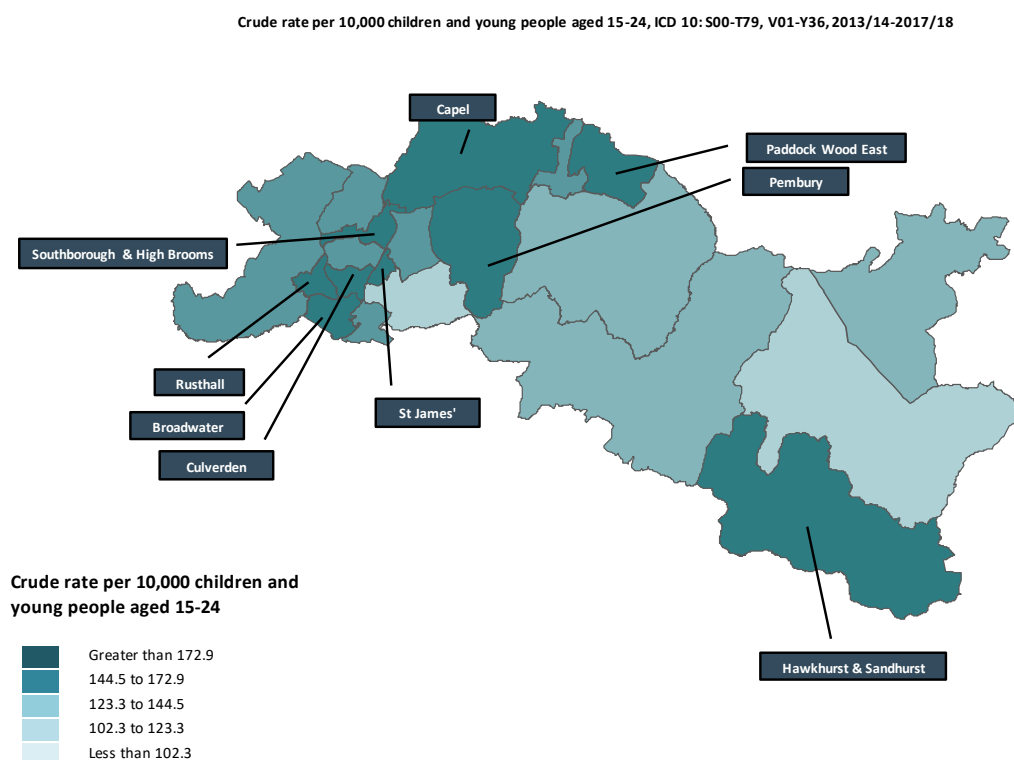 Crude rate per 10,000 children and young people aged 15-24, ICD 10: S00-T79, V01-Y36, 2013/14-2017/18
Capel
Paddock Wood East
Pembury
Southborough & High Brooms
Rusthall
St James'
Broadwater
Culverden
Hawkhurst & Sandhurst
Crude rate per 10,000 children and
young people aged 15-24
Greater than 172.9
144.5 to 172.9
123.3 to 144.5
102.3 to 123.3
Less than 102.3